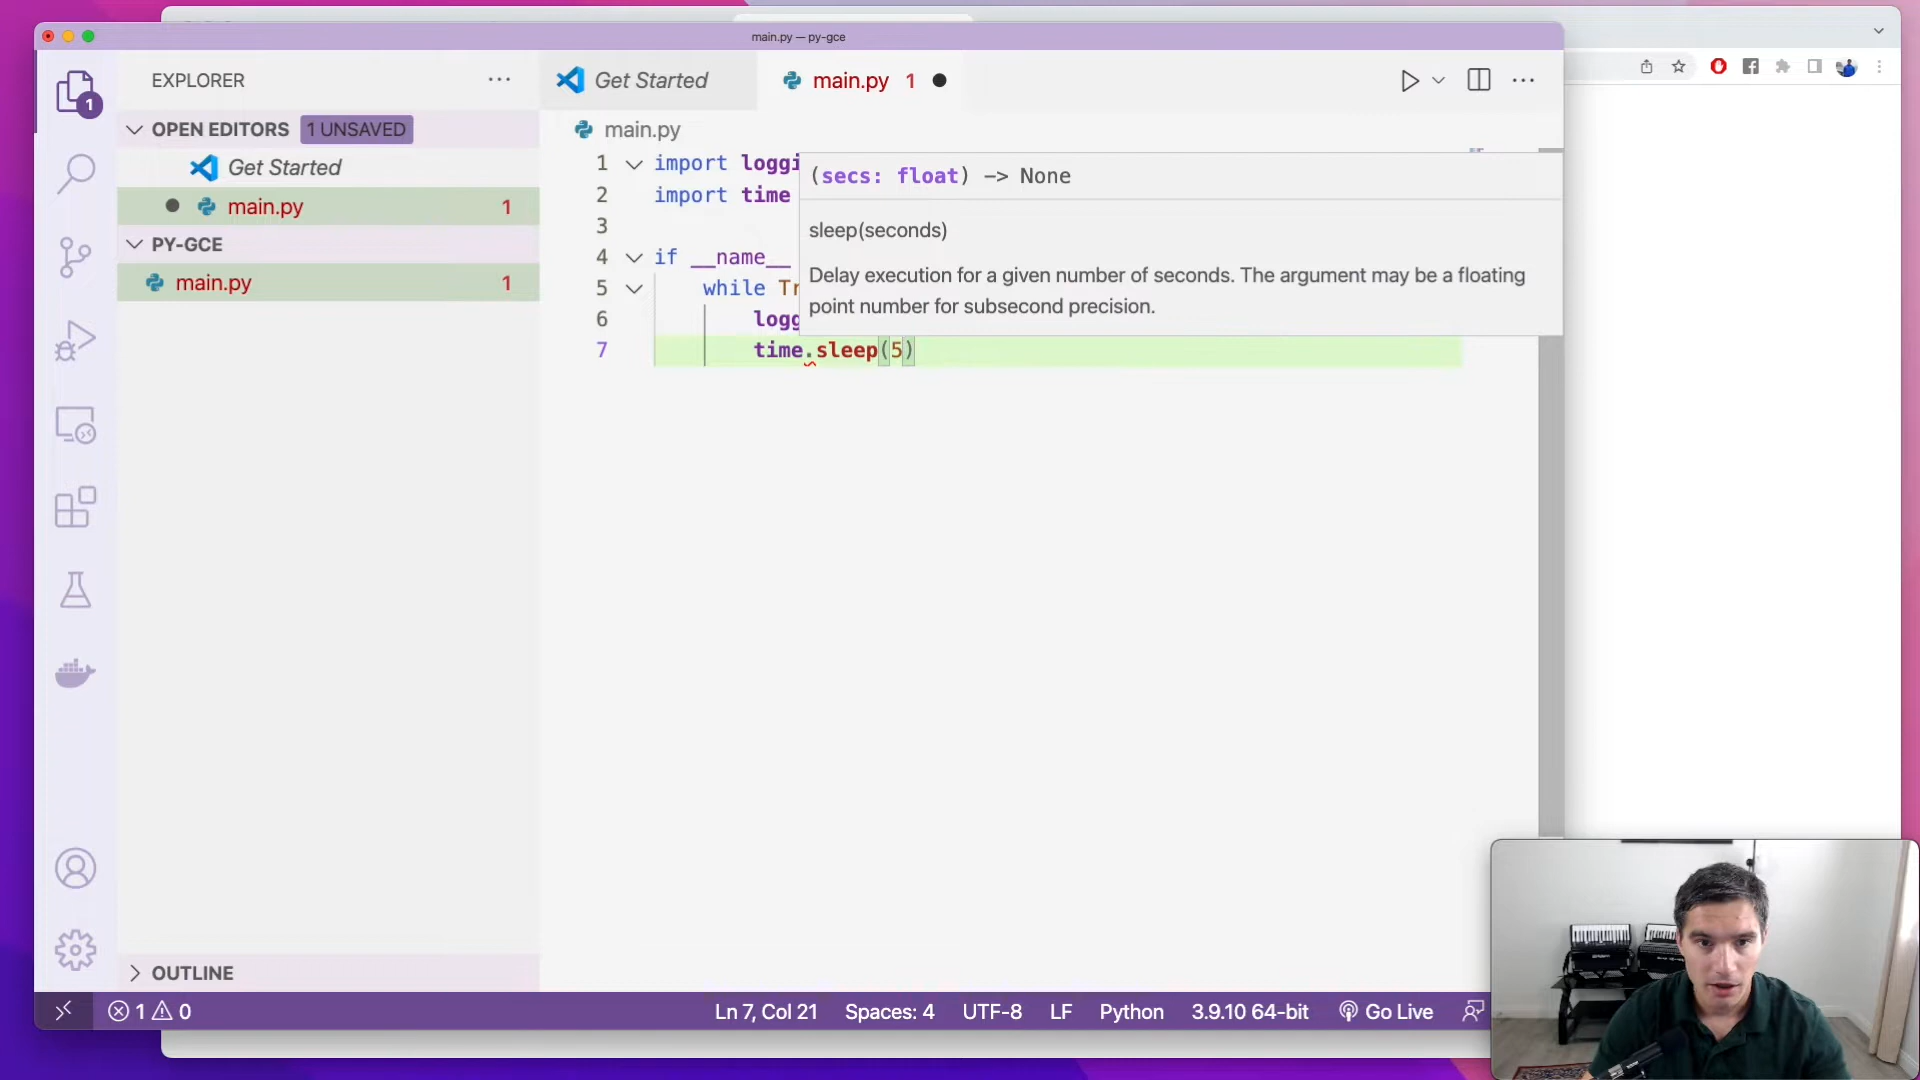 main.py — py-gce
EXPLORER
Get Started
main.py 1
OPEN EDITORS 1 UNSAVED
Get Started
main.py 1
PY-GCE
main.py 1
OUTLINE
main.py
1 import loggi
2 import time
3
4 if __name__
5 while Tr
6 logg
7 time.sleep(5)
(secs: float) -> None
sleep(seconds)
Delay execution for a given number of seconds. The argument may be a floating
point number for subsecond precision.
1
1 0
Ln 7, Col 21 Spaces: 4 UTF-8 LF Python 3.9.10 64-bit Go Live